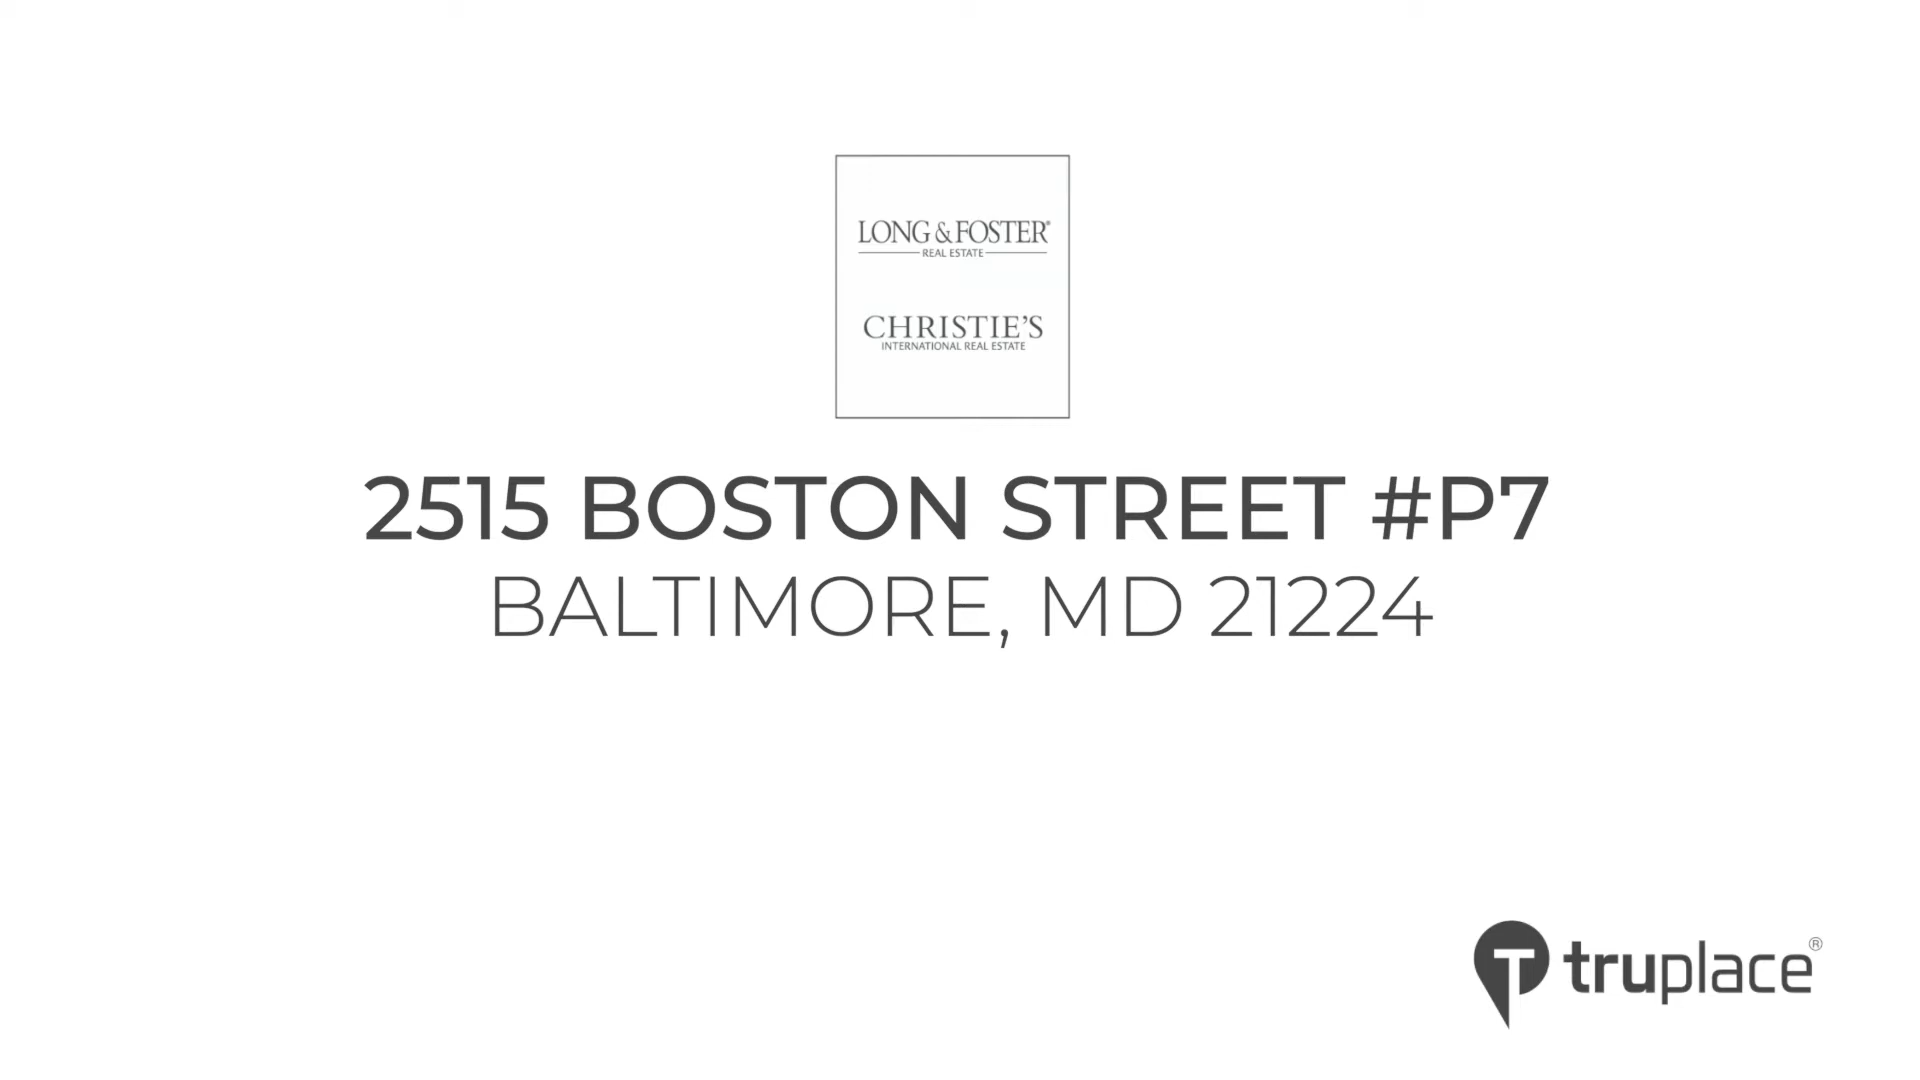 LONG & FOSTER®
REAL ESTATE
CHRISTIE'S
INTERNATIONAL REAL ESTATE
2515 BOSTON STREET #P7
BALTIMORE, MD 21224
truplace®